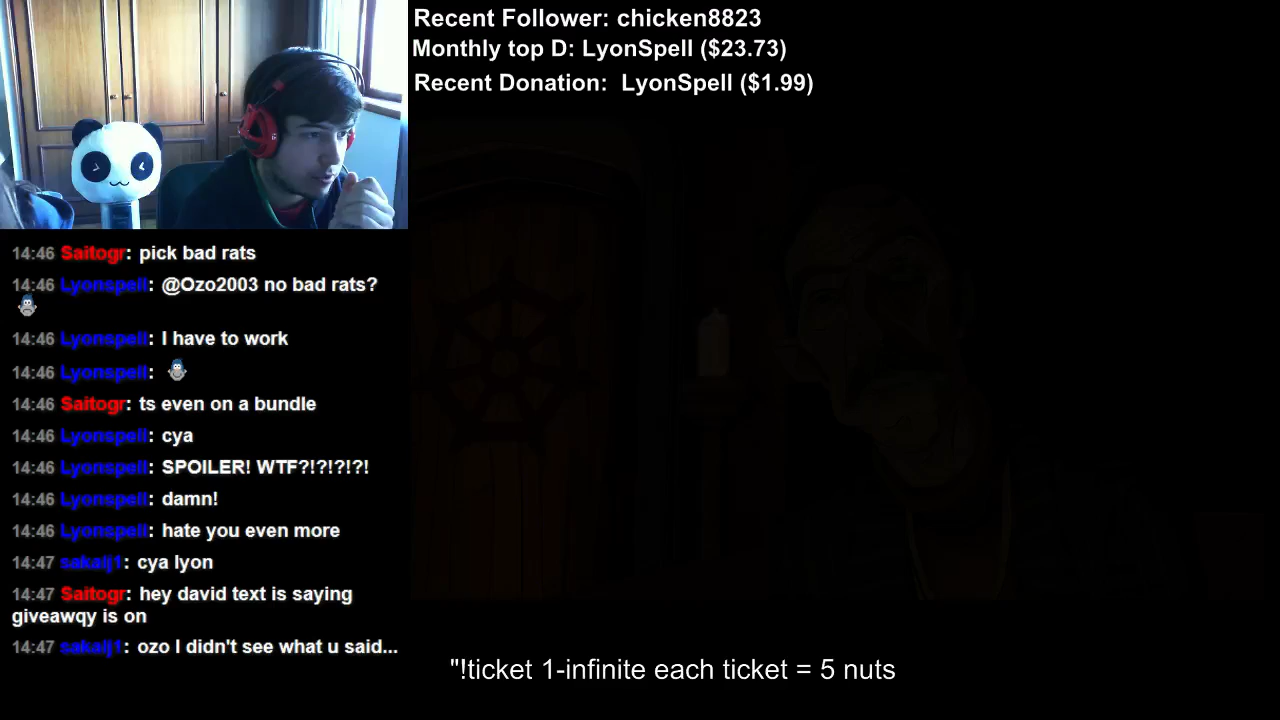 Recent Follower: chicken8823
Monthly top D: LyonSpell ($23.73)
Recent Donation: LyonSpell ($1.99)
14:46 Saitogr: pick bad rats
14:46 Lyonspell: @Ozo2003 no bad rats?
14:46 Lyonspell: I have to work
14:46 Lyonspell:
14:46 Saitogr: ts even on a bundle
14:46 Lyonspell: cya
14:46 Lyonspell: SPOILER! WTF?!?!?!?!
14:46 Lyonspell: damn!
14:46 Lyonspell: hate you even more
14:47 sakalj1: cya lyon
14:47 Saitogr: hey david text is saying
giveawqy is on
14:47 sakalj1: ozo I didn't see what u said...
"!ticket 1-infinite each ticket = 5 nuts